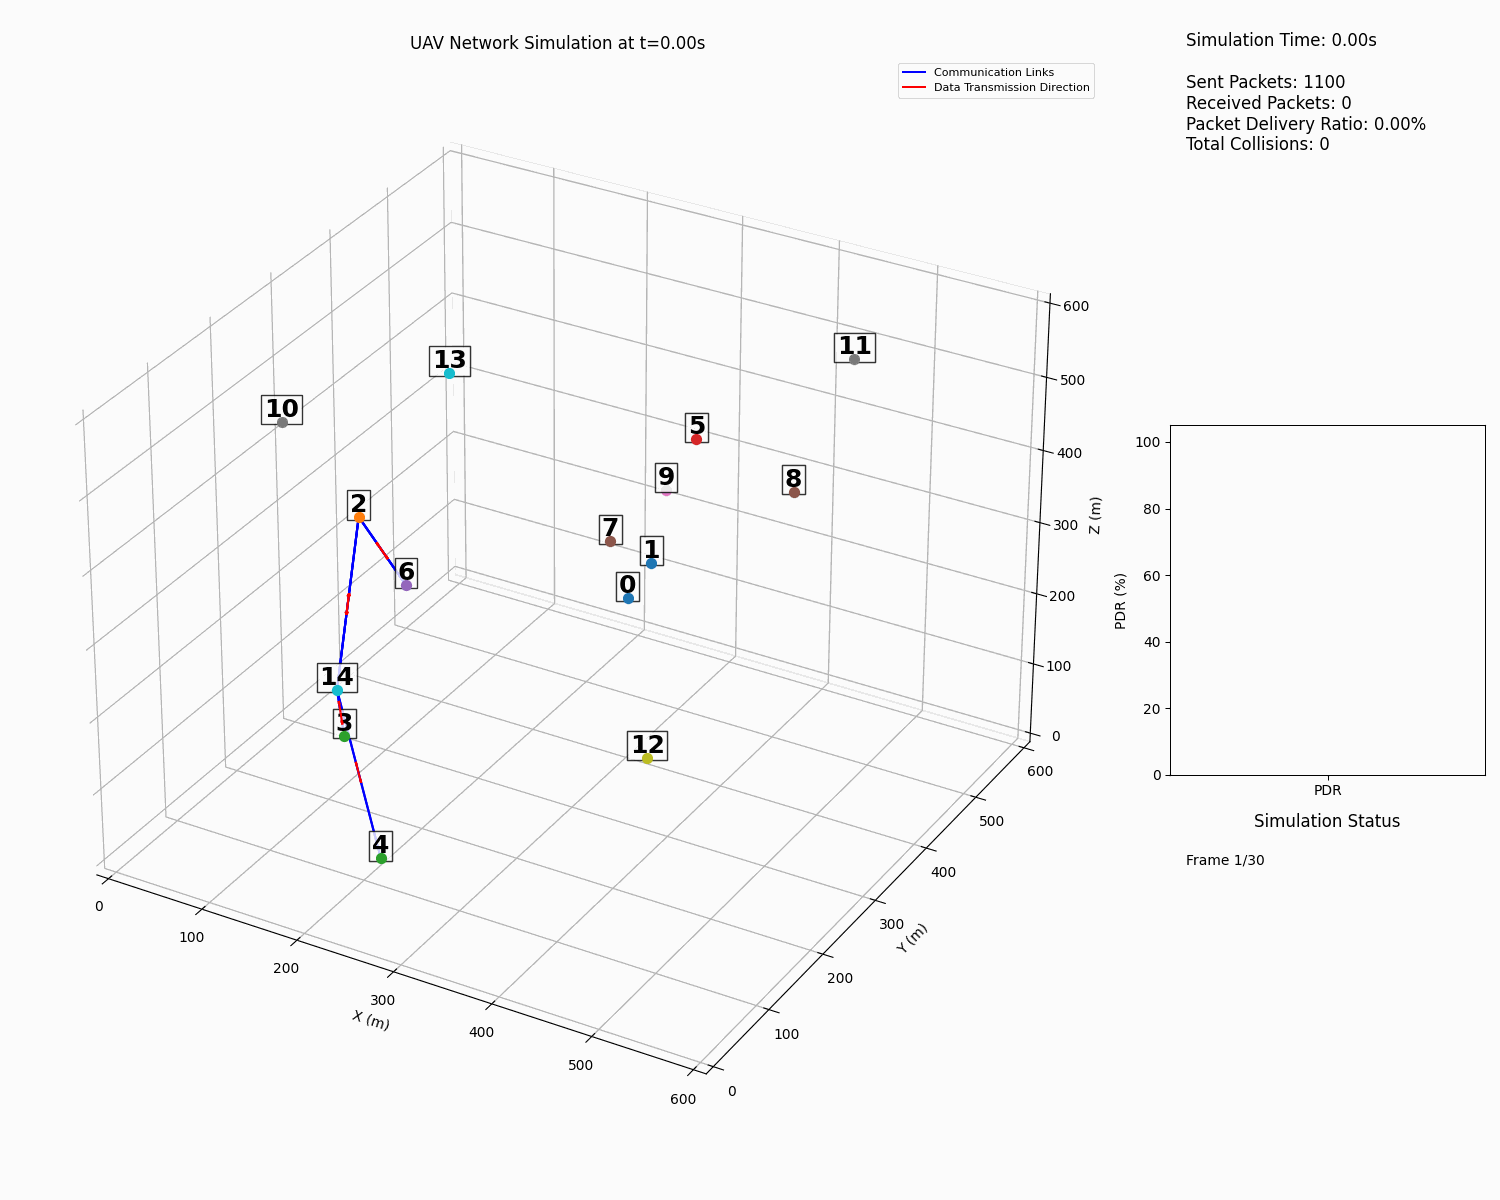 UAV Network Simulation at t=0.00s
Communication Links
Data Transmission Direction
Simulation Time: 0.00s
Sent Packets: 1100
Received Packets: 0
Packet Delivery Ratio: 0.00%
Total Collisions: 0
600
500
400
300
200
100
0
Z (m)
13
11
10
5
9
8
2
7
1
6
0
14
3
12
4
0
100
200
300
400
500
600
X (m)
0
100
200
300
400
500
600
Y (m)
100
80
60
40
20
0
PDR (%)
PDR
Simulation Status
Frame 1/30